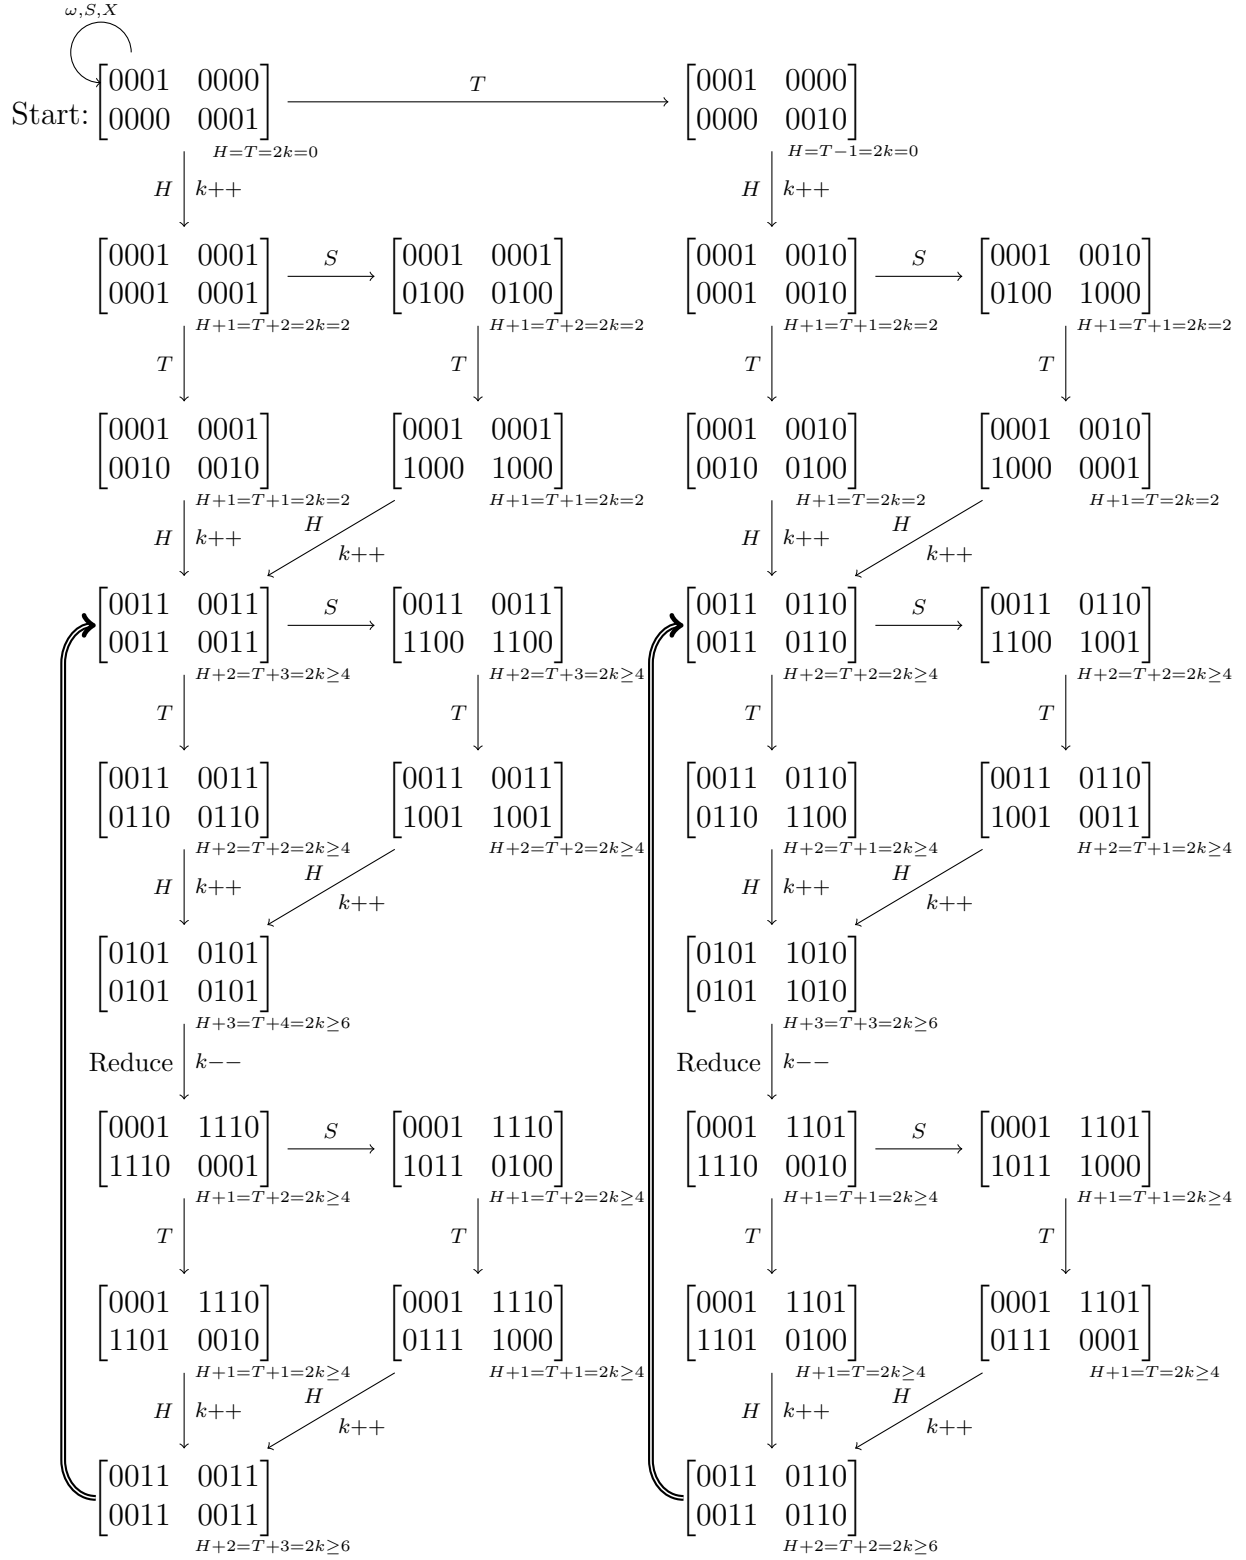 ω,S,X
[0001 0000] T [0001 0000]
Start: [0000 0001] [0000 0010]
H=T=2k=0 H=T−1=2k=0
H k++ H k++
[0001 0001] S [0001 0001] [0001 0010] S [0001 0010]
[0001 0001] [0100 0100] [0001 0010] [0100 1000]
H+1=T+2=2k=2 H+1=T+2=2k=2 H+1=T+1=2k=2 H+1=T+1=2k=2
T T T T
[0001 0001] [0001 0001] [0001 0010] [0001 0010]
[0010 0010] [1000 1000] [0010 0100] [1000 0001]
H+1=T+1=2k=2 H+1=T+1=2k=2 H+1=T=2k=2 H+1=T=2k=2
H k++ H k++ H k++ H k++
[0011 0011] S [0011 0011] [0011 0110] S [0011 0110]
[0011 0011] [1100 1100] [0011 0110] [1100 1001]
H+2=T+3=2k≥4 H+2=T+3=2k≥4 H+2=T+2=2k≥4 H+2=T+2=2k≥4
T T T T
[0011 0011] [0011 0011] [0011 0110] [0011 0110]
[0110 0110] [1001 1001] [0110 1100] [1001 0011]
H+2=T+2=2k≥4 H+2=T+2=2k≥4 H+2=T+1=2k≥4 H+2=T+1=2k≥4
H k++ H k++ H k++ H k++
[0101 0101] [0101 1010]
[0101 0101] [0101 1010]
H+3=T+4=2k≥6 H+3=T+3=2k≥6
Reduce k−− Reduce k−−
[0001 1110] S [0001 1110] [0001 1101] S [0001 1101]
[1110 0001] [1011 0100] [1110 0010] [1011 1000]
H+1=T+2=2k≥4 H+1=T+2=2k≥4 H+1=T+1=2k≥4 H+1=T+1=2k≥4
T T T T
[0001 1110] [0001 1110] [0001 1101] [0001 1101]
[1101 0010] [0111 1000] [1101 0100] [0111 0001]
H+1=T+1=2k≥4 H+1=T+1=2k≥4 H+1=T=2k≥4 H+1=T=2k≥4
H k++ H k++ H k++ H k++
[0011 0011] [0011 0110]
[0011 0011] [0011 0110]
H+2=T+3=2k≥6 H+2=T+2=2k≥6